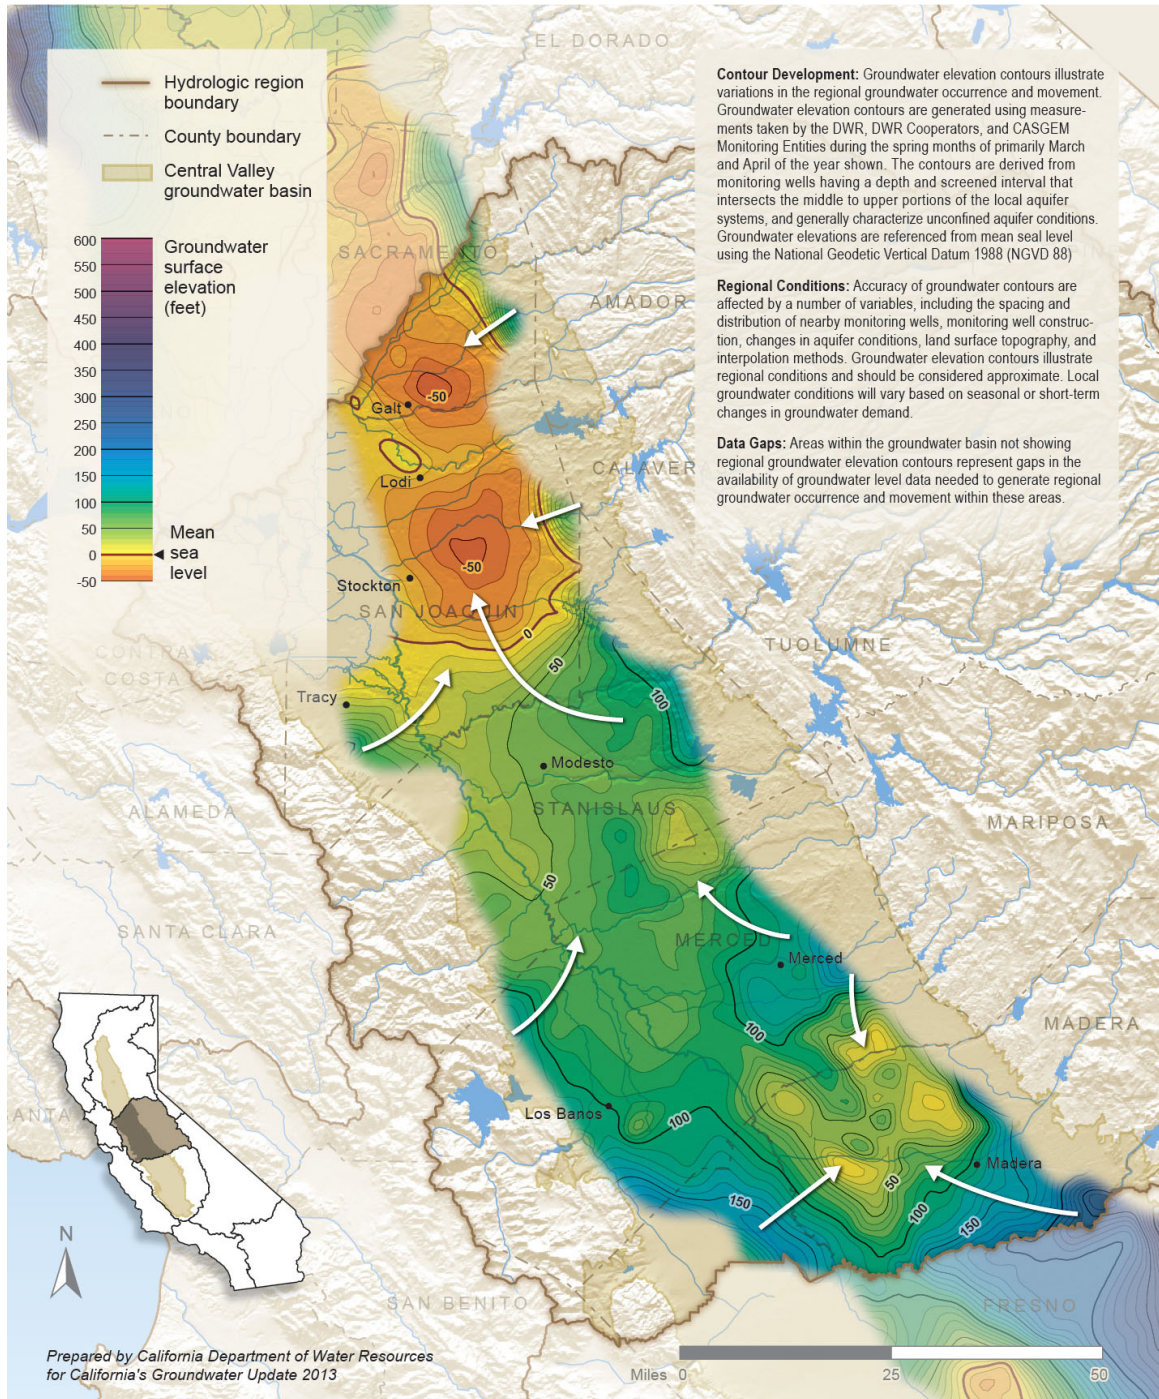 EL DORADO
Hydrologic region
boundary
County boundary
Central Valley
groundwater basin
600
550
500
450
400
350
300
250
200
150
100
50
0
-50
Groundwater
surface
elevation
(feet)
Mean
sea
level
Contour Development: Groundwater elevation contours illustrate
variations in the regional groundwater occurrence and movement.
Groundwater elevation contours are generated using measure-
ments taken by the DWR, DWR Cooperators, and CASGEM
Monitoring Entities during the spring months of primarily March
and April of the year shown. The contours are derived from
monitoring wells having a depth and screened interval that
intersects the middle to upper portions of the local aquifer
systems, and generally characterize unconfined aquifer conditions.
Groundwater elevations are referenced from mean seal level
using the National Geodetic Vertical Datum 1988 (NGVD 88)
Regional Conditions: Accuracy of groundwater contours are
affected by a number of variables, including the spacing and
distribution of nearby monitoring wells, monitoring well construc-
tion, changes in aquifer conditions, land surface topography, and
interpolation methods. Groundwater elevation contours illustrate
regional conditions and should be considered approximate. Local
groundwater conditions will vary based on seasonal or short-term
changes in groundwater demand.
Data Gaps: Areas within the groundwater basin not showing
regional groundwater elevation contours represent gaps in the
availability of groundwater level data needed to generate regional
groundwater occurrence and movement within these areas.
SACRAMENTO
AMADOR
-50
Galt
CALAVERA
Lodi
-50
Stockton
SAN JOAQUIN
0
CONTRA
COSTA
TUOLUMNE
50
100
Tracy
Modesto
STANISLAUS
ALAMEDA
MARIPOSA
50
SANTA CLARA
MERCED
Merced
MADERA
100
Los Banos
100
Madera
50
150
100
150
N
SAN BENITO
FRESNO
Prepared by California Department of Water Resources
for California's Groundwater Update 2013
Miles 0 25 50